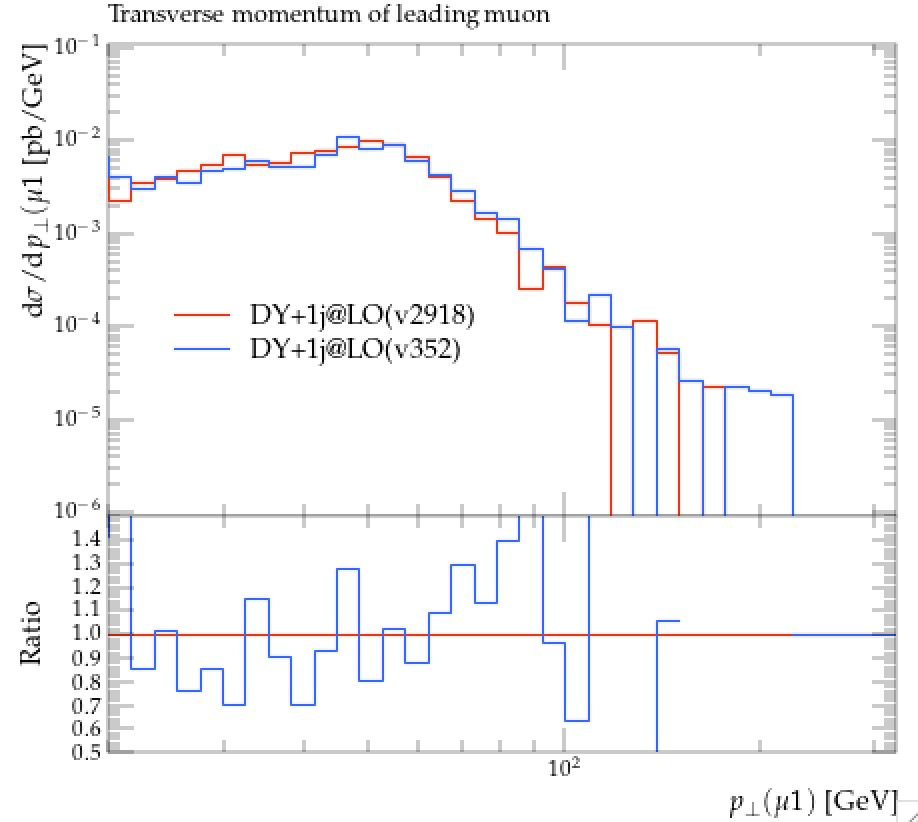 Transverse momentum of leading muon
dσ/dp⊥(μ1 [pb/GeV]
10⁻¹
10⁻²
10⁻³
10⁻⁴
10⁻⁵
10⁻⁶
DY+1j@LO(v2918)
DY+1j@LO(v352)
Ratio
1.4
1.3
1.2
1.1
1.0
0.9
0.8
0.7
0.6
0.5
10²
p⊥(μ1) [GeV]